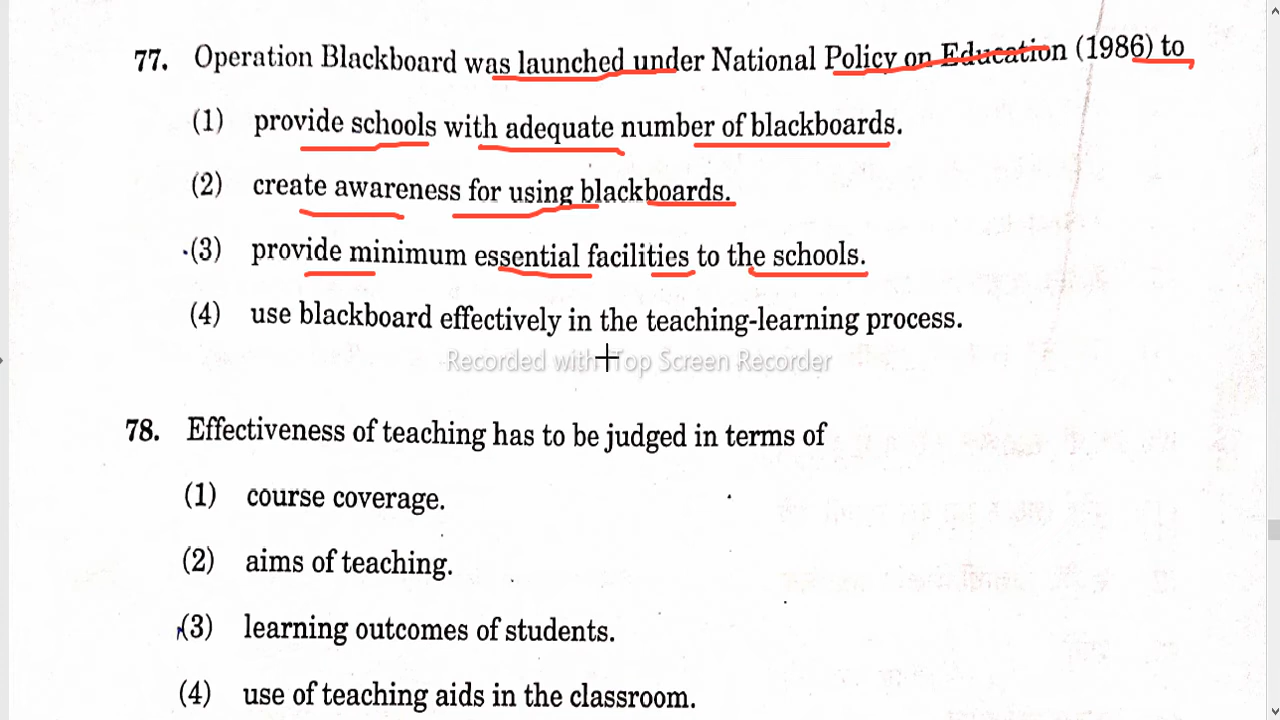 77. Operation Blackboard was launched under National Policy on Education (1986) to
(1) provide schools with adequate number of blackboards.
(2) create awareness for using blackboards.
(3) provide minimum essential facilities to the schools.
(4) use blackboard effectively in the teaching-learning process.
Recorded with Top Screen Recorder
78. Effectiveness of teaching has to be judged in terms of
(1) course coverage.
(2) aims of teaching.
(3) learning outcomes of students.
(4) use of teaching aids in the classroom.